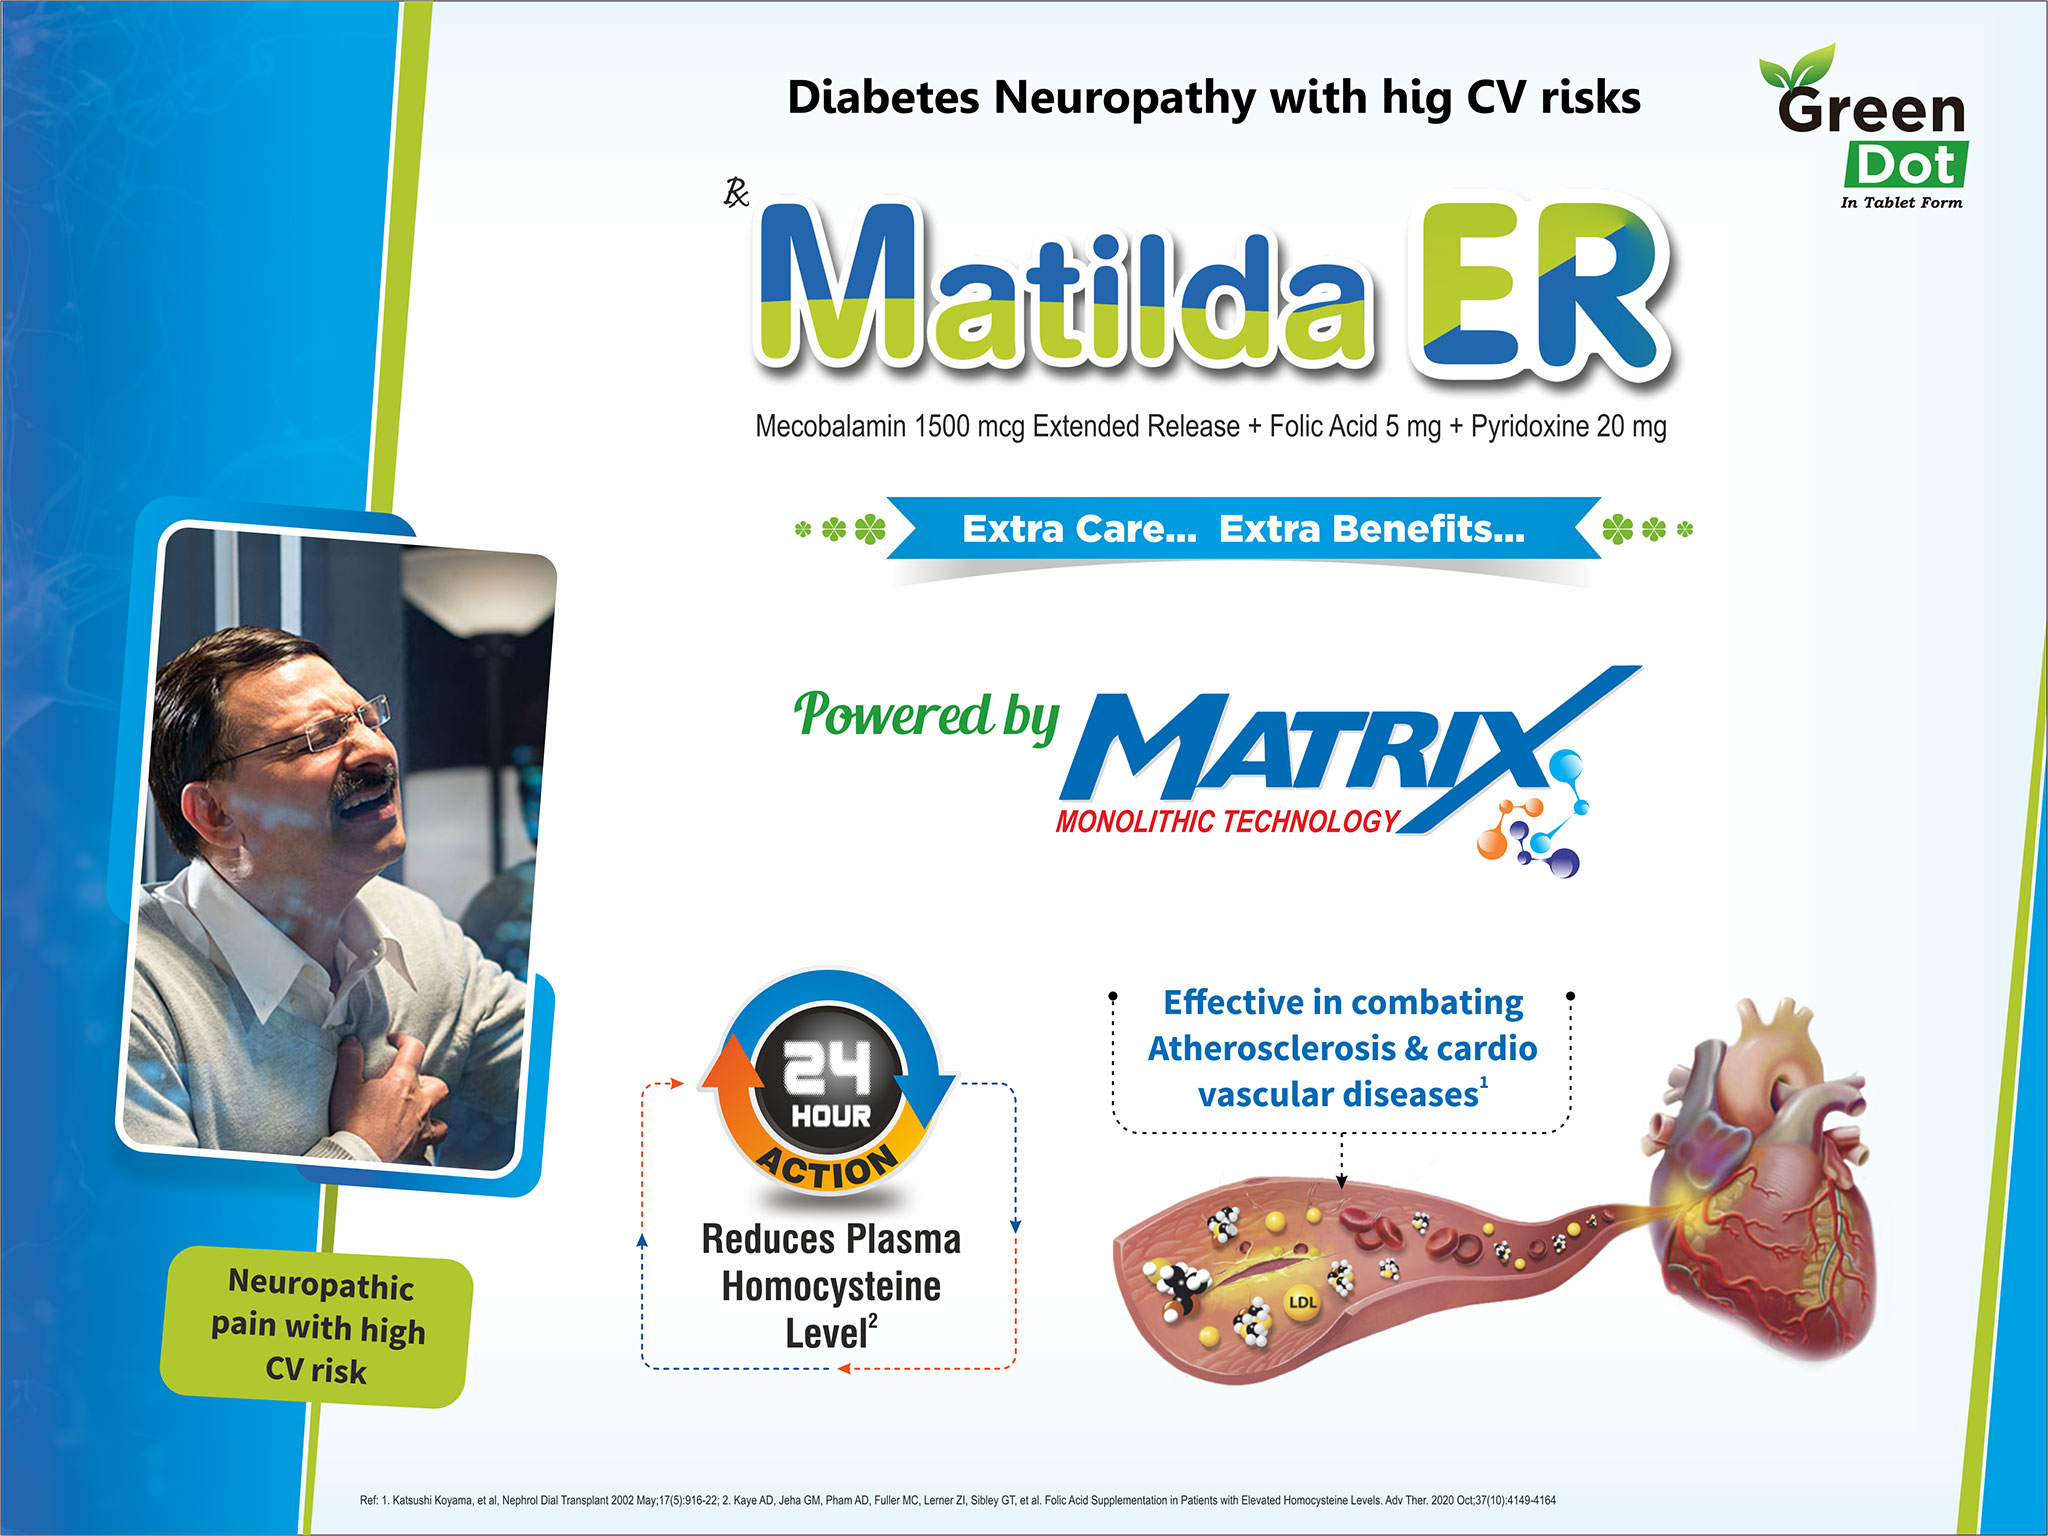 Diabetes Neuropathy with hig CV risks
Green
Dot
In Tablet Form
Rx
Matilda ER
Mecobalamin 1500 mcg Extended Release + Folic Acid 5 mg + Pyridoxine 20 mg
Extra Care... Extra Benefits...
Powered by MATRIX
MONOLITHIC TECHNOLOGY
24
HOUR
ACTION
Reduces Plasma
Homocysteine
Level2
Effective in combating
Atherosclerosis & cardio
vascular diseases1
LDL
Neuropathic
pain with high
CV risk
Ref: 1. Katsushi Koyama, et al, Nephrol Dial Transplant 2002 May;17(5):916-22; 2. Kaye AD, Jeha GM, Pham AD, Fuller MC, Lerner ZI, Sibley GT, et al. Folic Acid Supplementation in Patients with Elevated Homocysteine Levels. Adv Ther. 2020 Oct;37(10):4149-4164